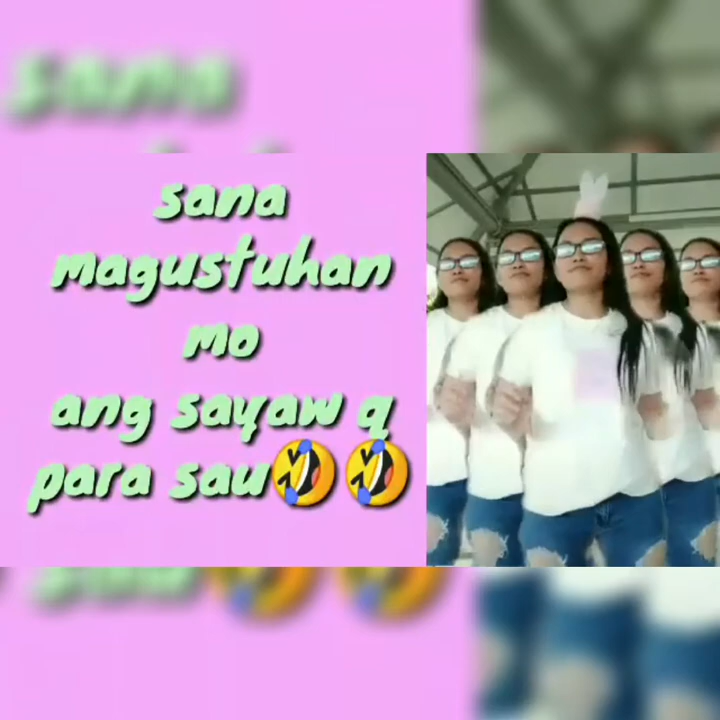 sana
magustuhan
mo
ang sayaw q
para sau🤣🤣